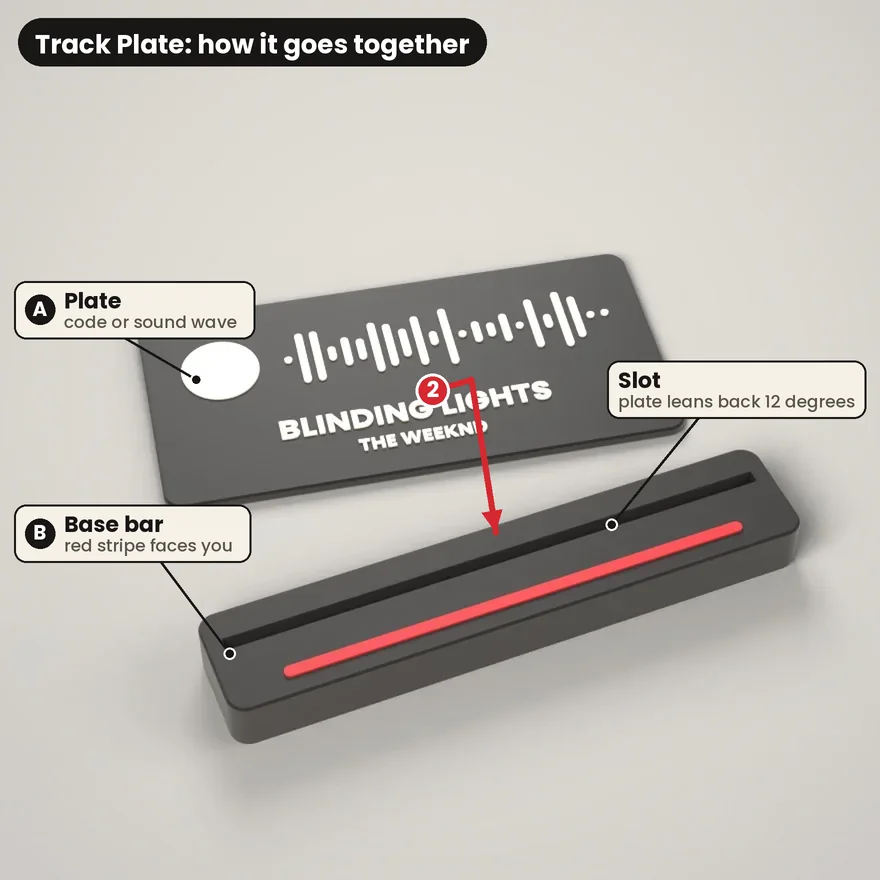 Track Plate: how it goes together
A Plate
code or sound wave
BLINDING LIGHTS
THE WEEKND
2
Slot
plate leans back 12 degrees
B Base bar
red stripe faces you